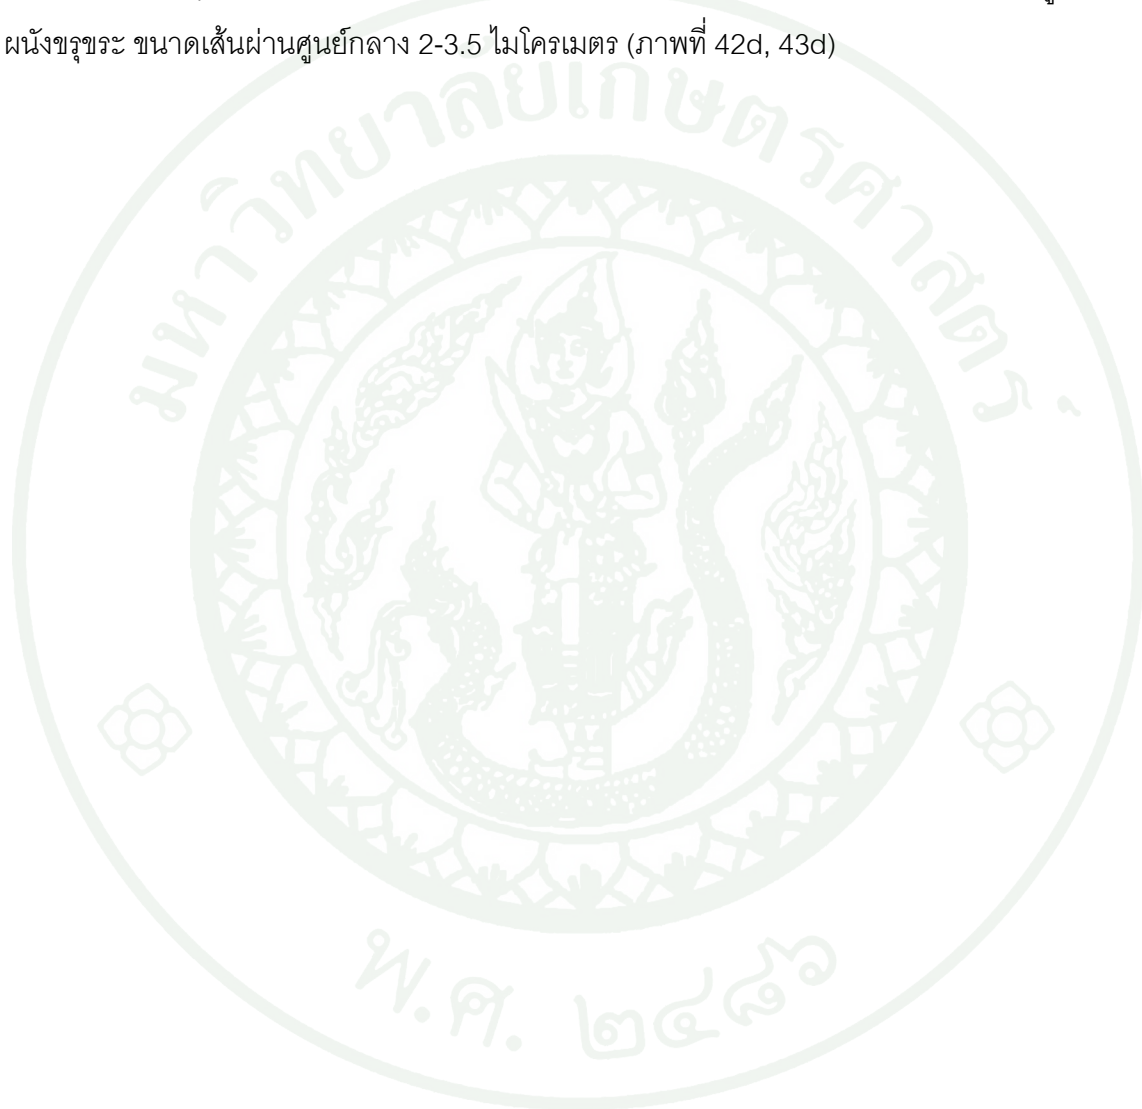 ผนังขรุขระ ขนาดเส้นผ่านศูนย์กลาง 2-3.5 ไมโครเมตร (ภาพที่ 42d, 43d)
มหาวิทยาลัยเกษตรศาสตร์
พ.ศ. ๒๔๘๖